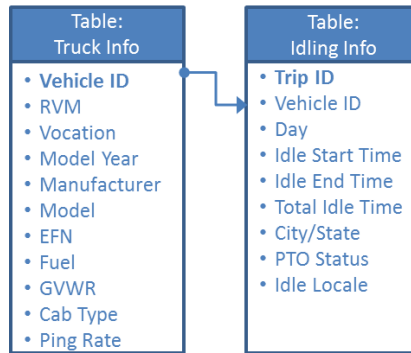 Table:
Truck Info
• Vehicle ID
• RVM
• Vocation
• Model Year
• Manufacturer
• Model
• EFN
• Fuel
• GVWR
• Cab Type
• Ping Rate
Table:
Idling Info
• Trip ID
• Vehicle ID
• Day
• Idle Start Time
• Idle End Time
• Total Idle Time
• City/State
• PTO Status
• Idle Locale